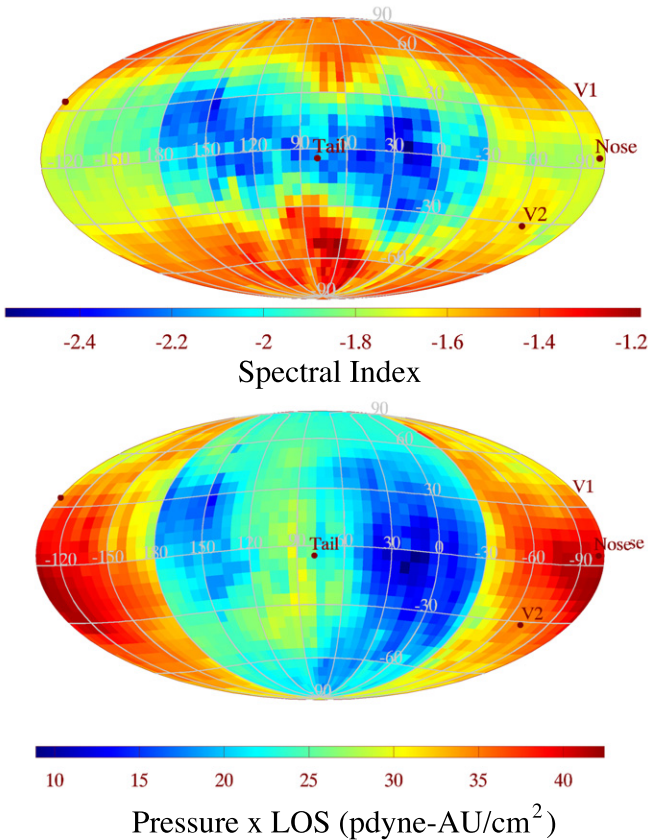 90
60
V1
30
-120 -150 180 150 120 90 60 30 0 -30 -60 -90
Tail
Nose
-30
V2
-60
90
-2.4 -2.2 -2 -1.8 -1.6 -1.4 -1.2
Spectral Index
90
60
V1
30
-120 -150 180 150 30 0 -30 -60 -90
Tail
Nose
-30
V2
-60
-90
10 15 20 25 30 35 40
Pressure x LOS (pdyne-AU/cm²)